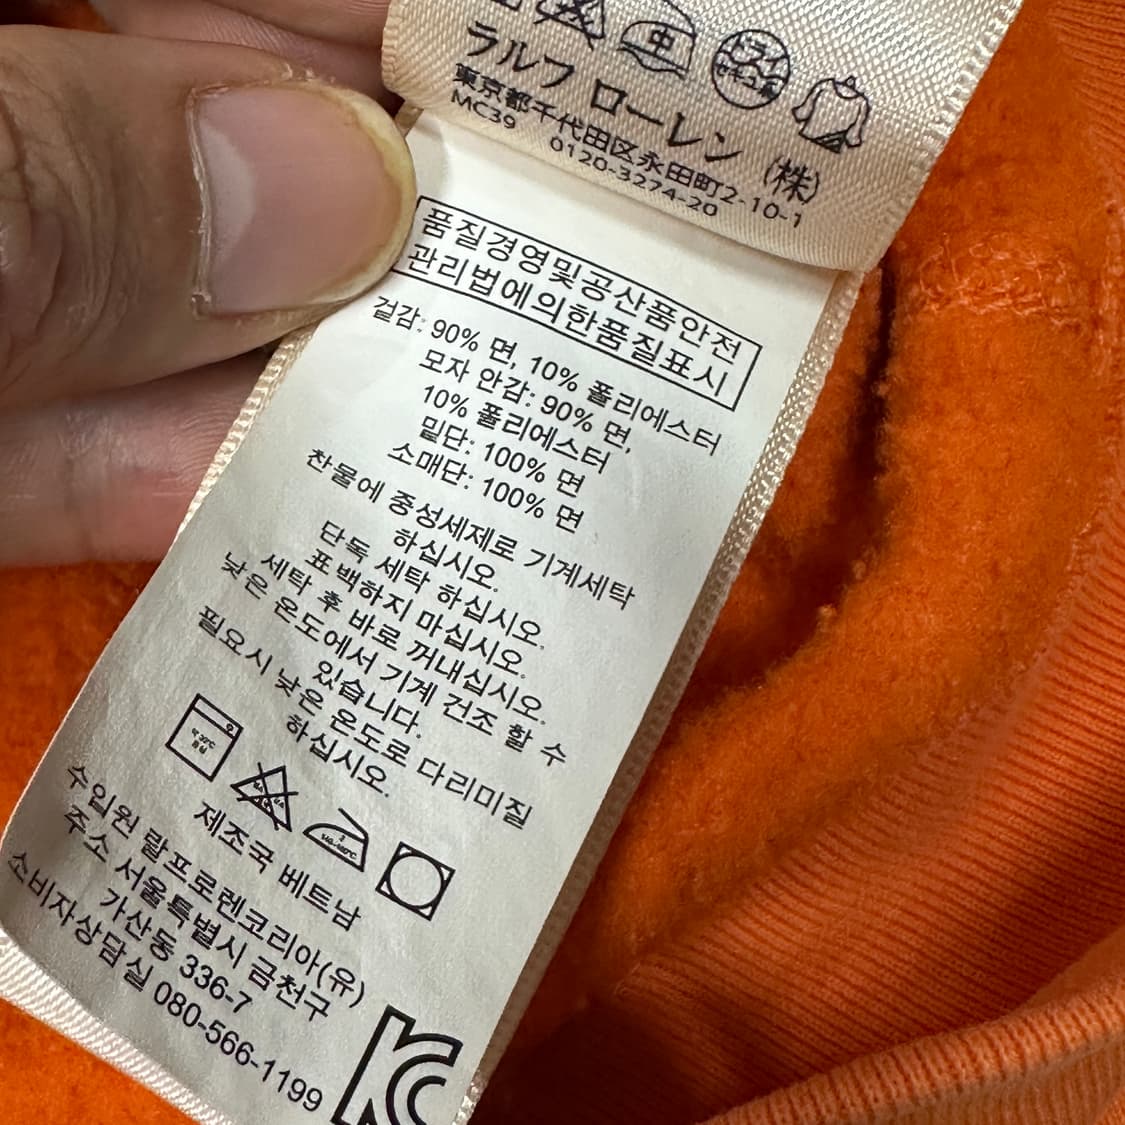 中
ドライ
セキユ系
ラルフ ローレン (株)
東京都千代田区永田町2-10-1
MC39 0120-3274-20
품질경영및공산품안전
관리법에의한품질표시
겉감: 90% 면, 10% 폴리에스터
모자 안감: 90% 면,
10% 폴리에스터
밑단: 100% 면
소매단: 100% 면
찬물에 중성세제로 기계세탁
하십시오.
단독 세탁 하십시오.
표백하지 마십시오.
세탁 후 바로 꺼내십시오.
낮은 온도에서 기계 건조 할 수
있습니다.
필요시 낮은 온도로 다리미질
하십시오.
제조국 베트남
수입원 랄프로렌코리아(유)
주소 서울특별시 금천구
가산동 336-7
소비자상담실 080-566-1199
KC